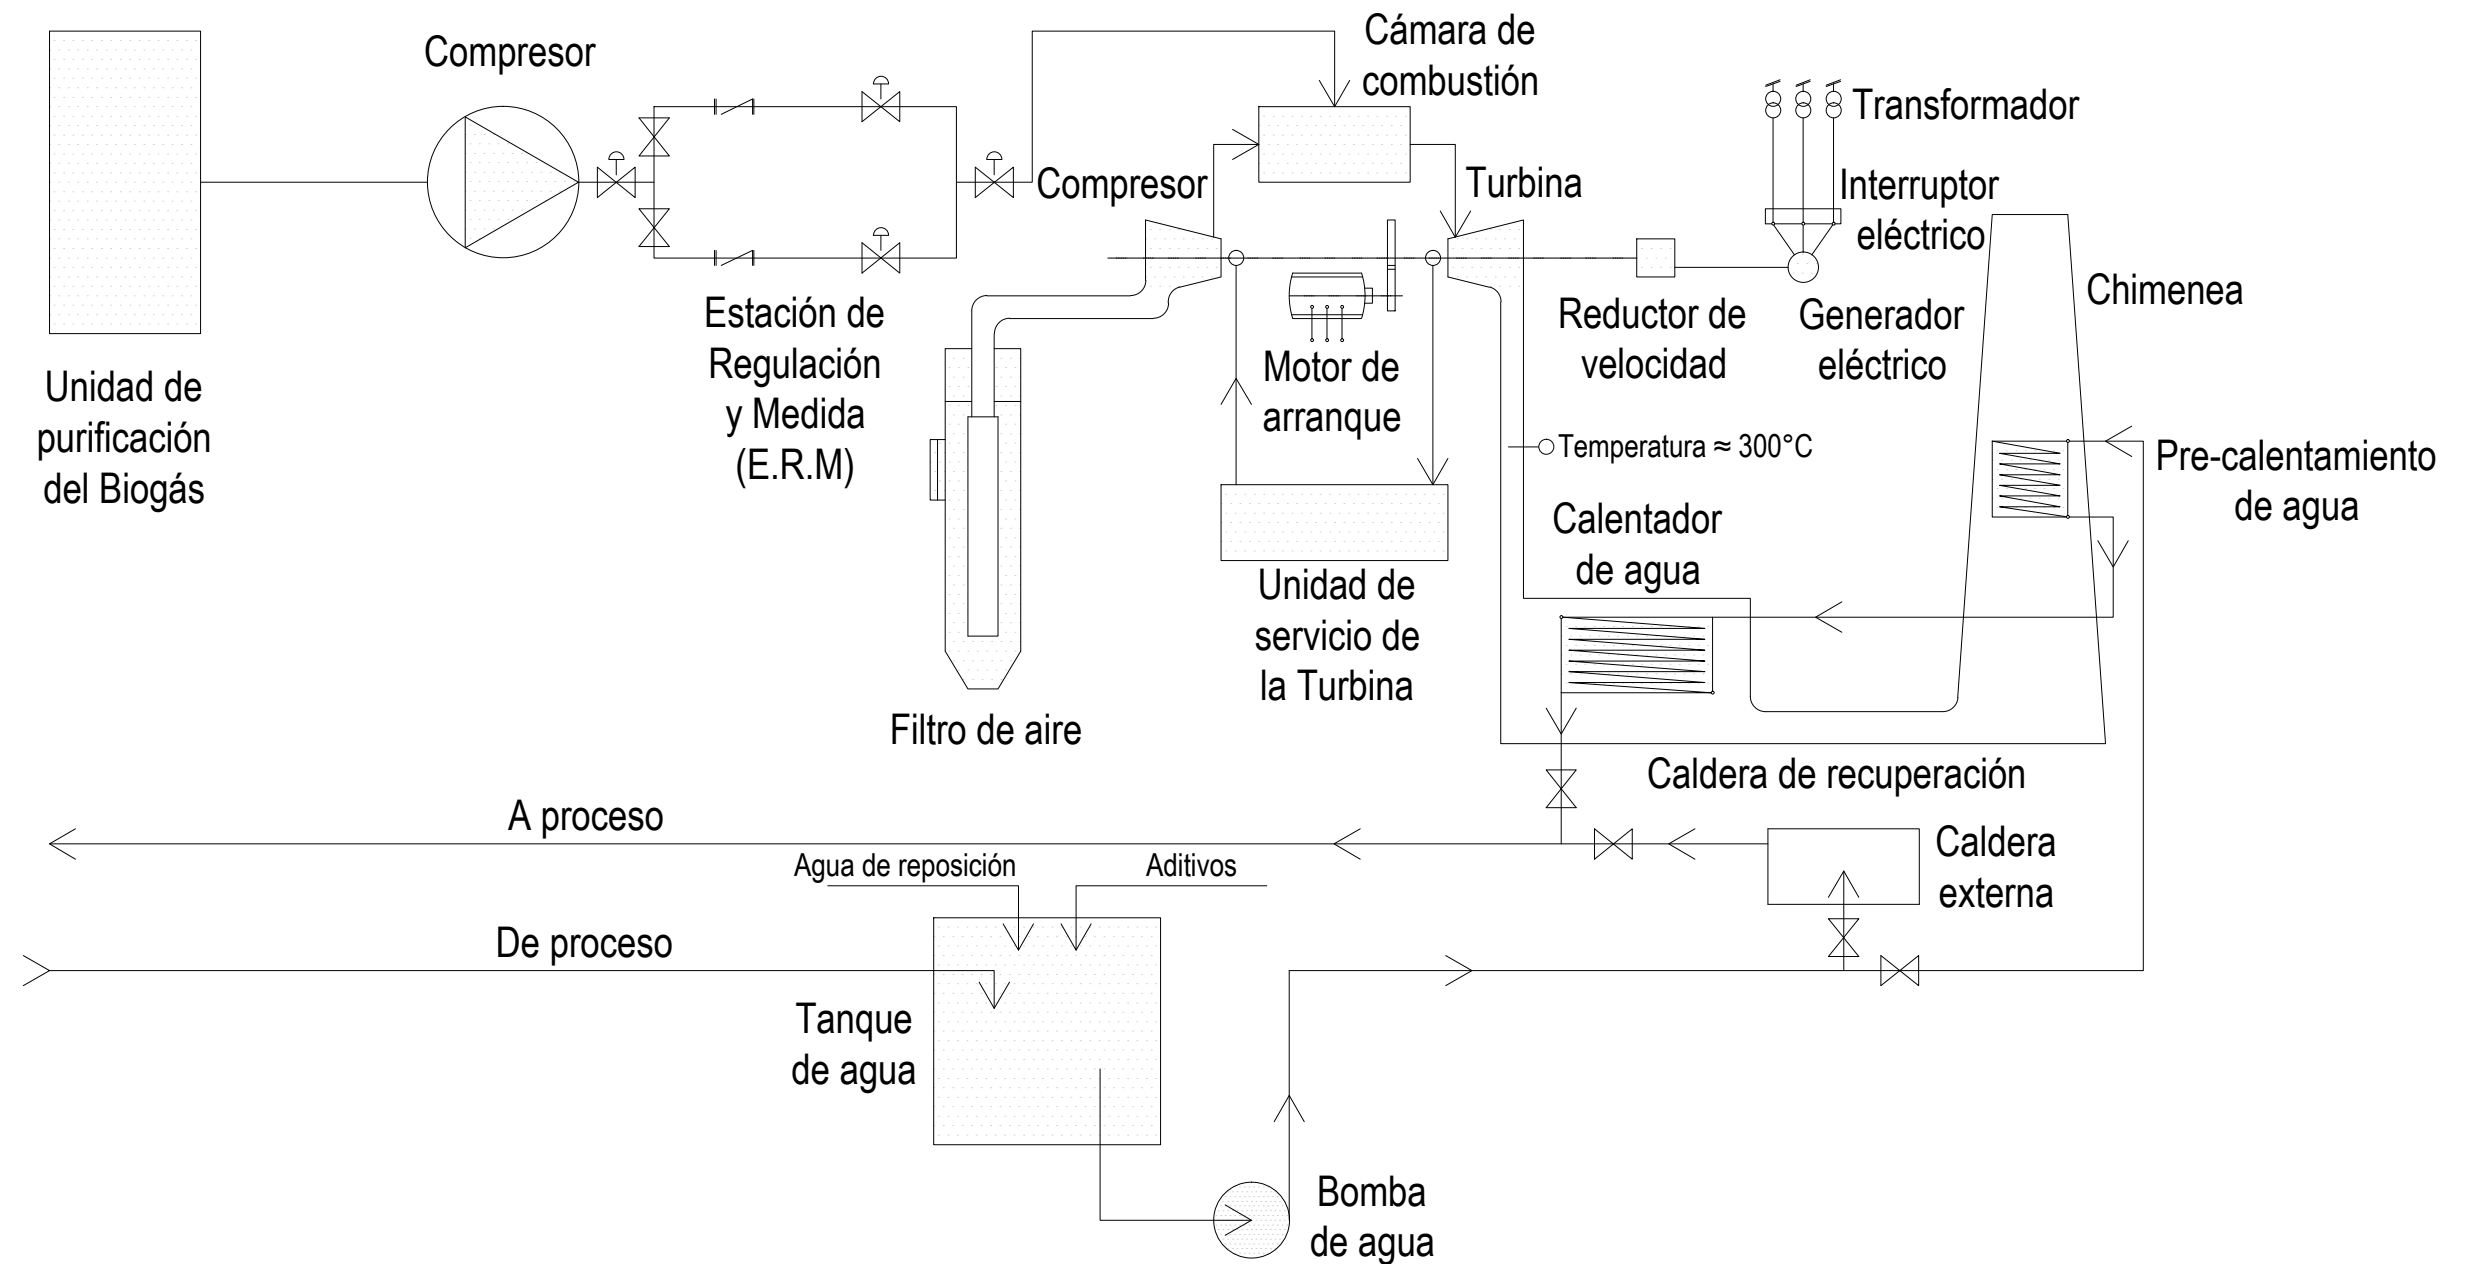 Compresor
Cámara de
combustión
Transformador
Interruptor
eléctrico
Compresor
Turbina
Chimenea
Estación de
Regulación
y Medida
(E.R.M)
Motor de
arranque
Reductor de
velocidad
Generador
eléctrico
Unidad de
purificación
del Biogás
Temperatura ≈ 300°C
Pre-calentamiento
de agua
Calentador
de agua
Unidad de
servicio de
la Turbina
Filtro de aire
Caldera de recuperación
A proceso
Agua de reposición
Aditivos
Caldera
externa
De proceso
Tanque
de agua
Bomba
de agua